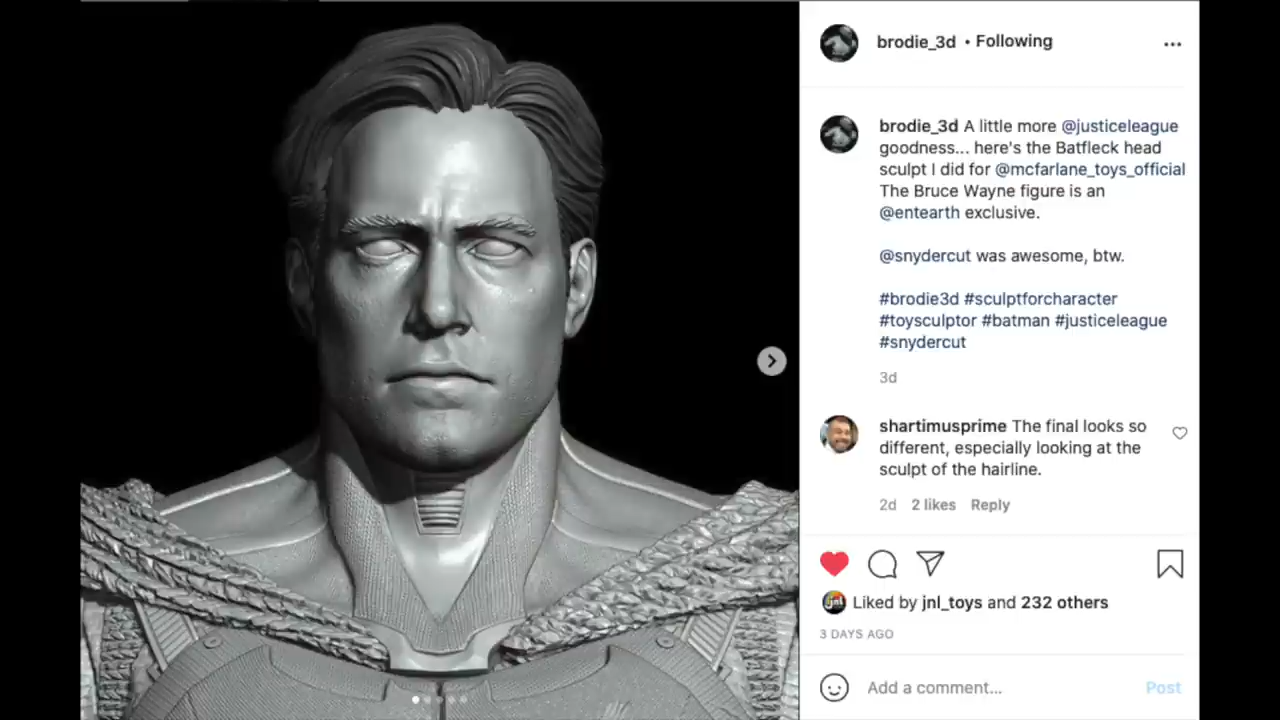 brodie_3d • Following
brodie_3d A little more @justiceleague
goodness... here's the Batfleck head
sculpt I did for @mcfarlane_toys_official
The Bruce Wayne figure is an
@entearth exclusive.
@snydercut was awesome, btw.
#brodie3d #sculptforcharacter
#toysculptor #batman #justiceleague
#snydercut
3d
shartimusprime The final looks so
different, especially looking at the
sculpt of the hairline.
2d 2 likes Reply
jnl
Liked by jnl_toys and 232 others
3 DAYS AGO
Add a comment... Post